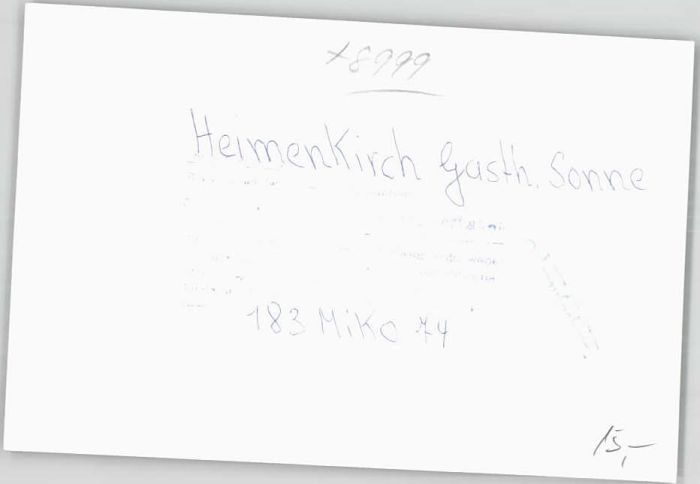 x8999
Heimenkirch Gasth. Sonne
183 MiKo 74
15,-